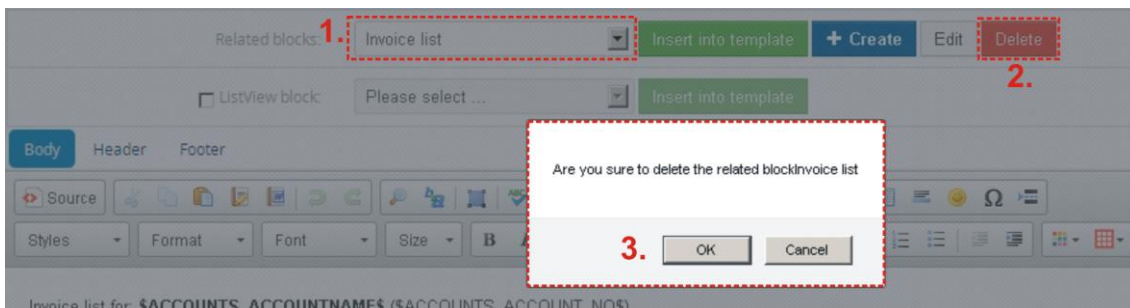 Related blocks: 1. Invoice list Insert into template + Create Edit Delete
2.
ListView block: Please select ... Insert into template
Body Header Footer
Are you sure to delete the related blockInvoice list
Source Ω
Styles Format Font Size B
3. OK Cancel
Invoice list for: $ACCOUNTS_ACCOUNTNAME$ ($ACCOUNTS_ACCOUNT_NO$)